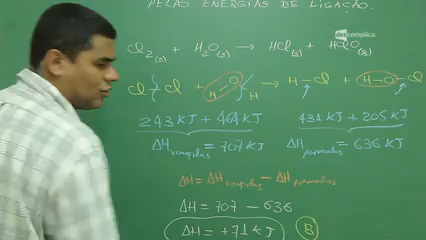 PELAS ENERGIAS DE LIGAÇÃO.
descomplica.
Cl2(g) + H2O(g) → HCl(g) + HClO(g)
Cl Cl + H O H → H-Cl + H-O-Cl
243 KJ + 464 KJ 431 KJ + 205 KJ
ΔH rompidas = 707 KJ ΔH formadas = 636 KJ
ΔH = ΔH rompidas - ΔH formadas
ΔH = 707 - 636
ΔH = +71 KJ B